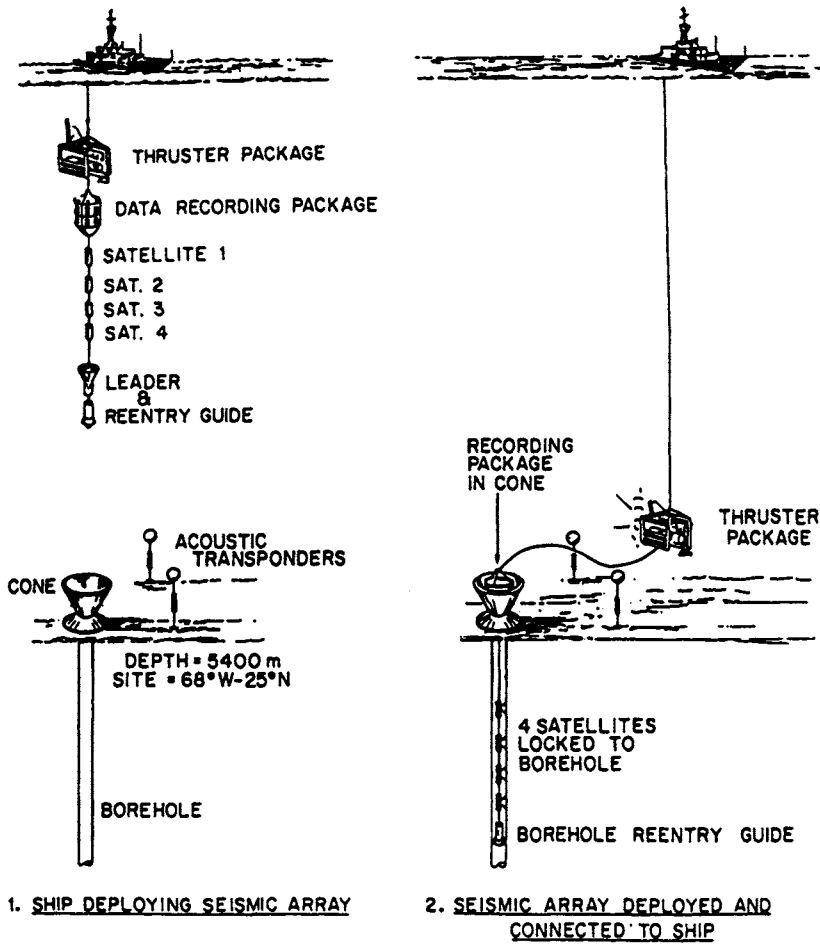 THRUSTER PACKAGE
DATA RECORDING PACKAGE
SATELLITE 1
SAT. 2
SAT. 3
SAT. 4
LEADER
&
REENTRY GUIDE
ACOUSTIC
TRANSPONDERS
CONE
DEPTH = 5400 m
SITE = 68°W-25°N
BOREHOLE
1. SHIP DEPLOYING SEISMIC ARRAY
RECORDING
PACKAGE
IN CONE
THRUSTER
PACKAGE
4 SATELLITES
LOCKED TO
BOREHOLE
BOREHOLE REENTRY GUIDE
2. SEISMIC ARRAY DEPLOYED AND
CONNECTED TO SHIP